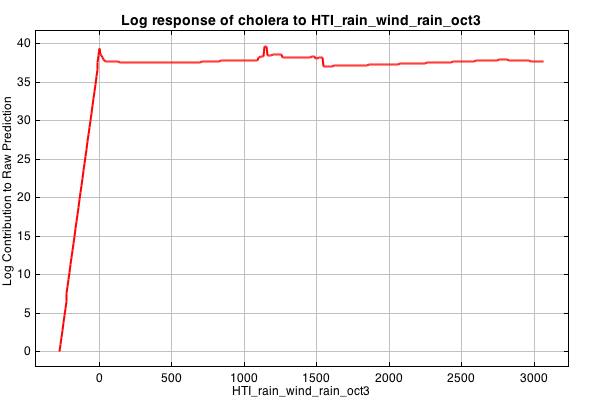 Log response of cholera to HTI_rain_wind_rain_oct3
Log Contribution to Raw Prediction
40
35
30
25
20
15
10
5
0
0 500 1000 1500 2000 2500 3000
HTI_rain_wind_rain_oct3